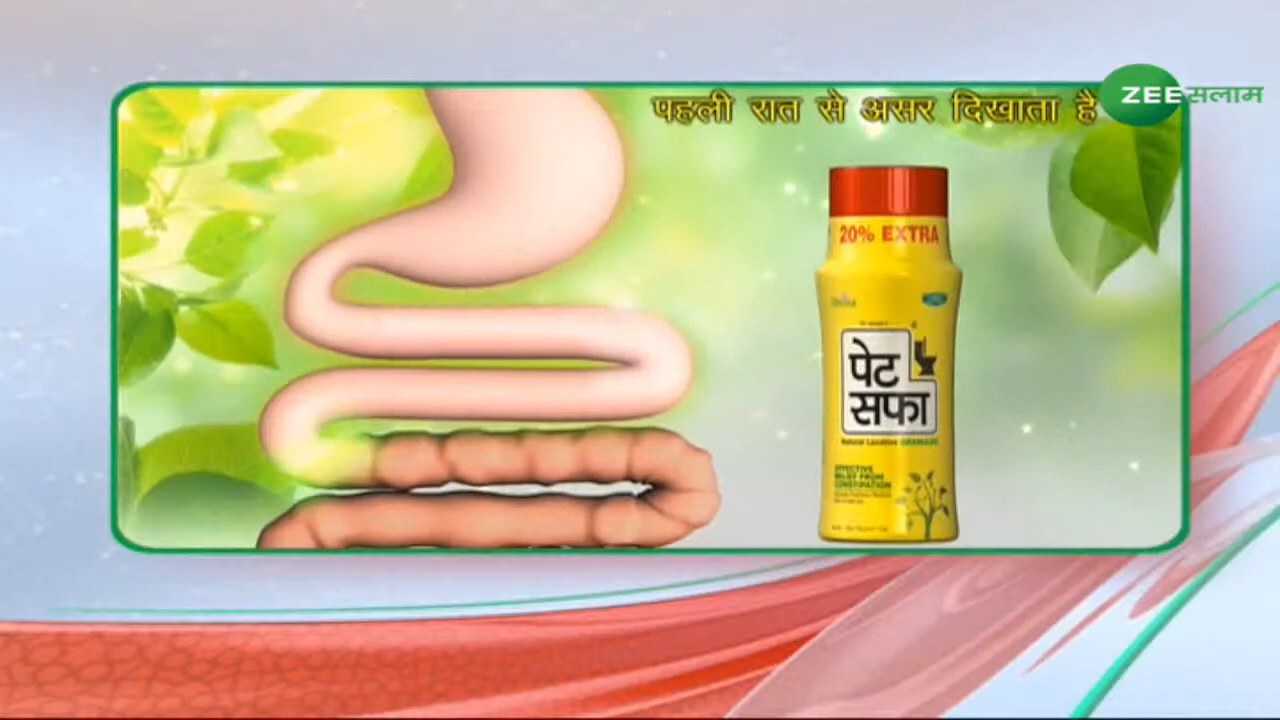 पहली रात से असर दिखाता है
ZEE सलाम
20% EXTRA
पेट
सफा
Natural Laxative GRANULES
EFFECTIVE
RELIEF FROM
CONSTIPATION